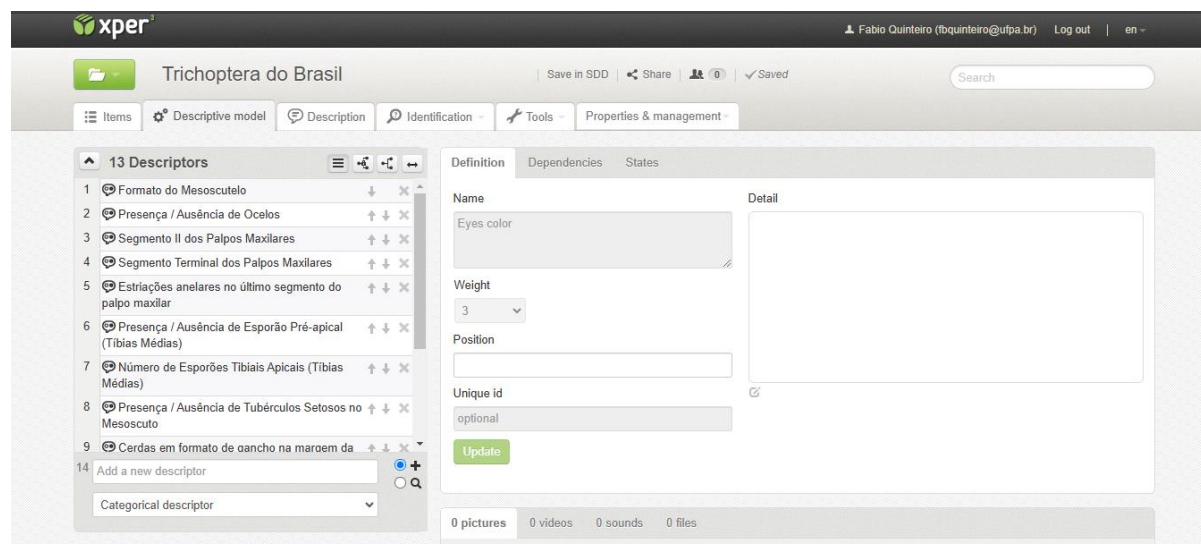 xper³
Fabio Quinteiro (fbquinteiro@ufpa.br) Log out | en
Trichoptera do Brasil
Save in SDD | Share | 0 | Saved
Search
Items Descriptive model Description Identification Tools Properties & management
13 Descriptors
1 Formato do Mesoscutelo
2 Presença / Ausência de Ocelos
3 Segmento II dos Palpos Maxilares
4 Segmento Terminal dos Palpos Maxilares
5 Estriações anelares no último segmento do
palpo maxilar
6 Presença / Ausência de Esporão Pré-apical
(Tíbias Médias)
7 Número de Esporões Tibiais Apicais (Tíbias
Médias)
8 Presença / Ausência de Tubérculos Setosos no
Mesoscuto
9 Cerdas em formato de gancho na margem da
14 Add a new descriptor
Categorical descriptor
Definition Dependencies States
Name
Eyes color
Weight
3
Position
Unique id
optional
Update
Detail
0 pictures 0 videos 0 sounds 0 files